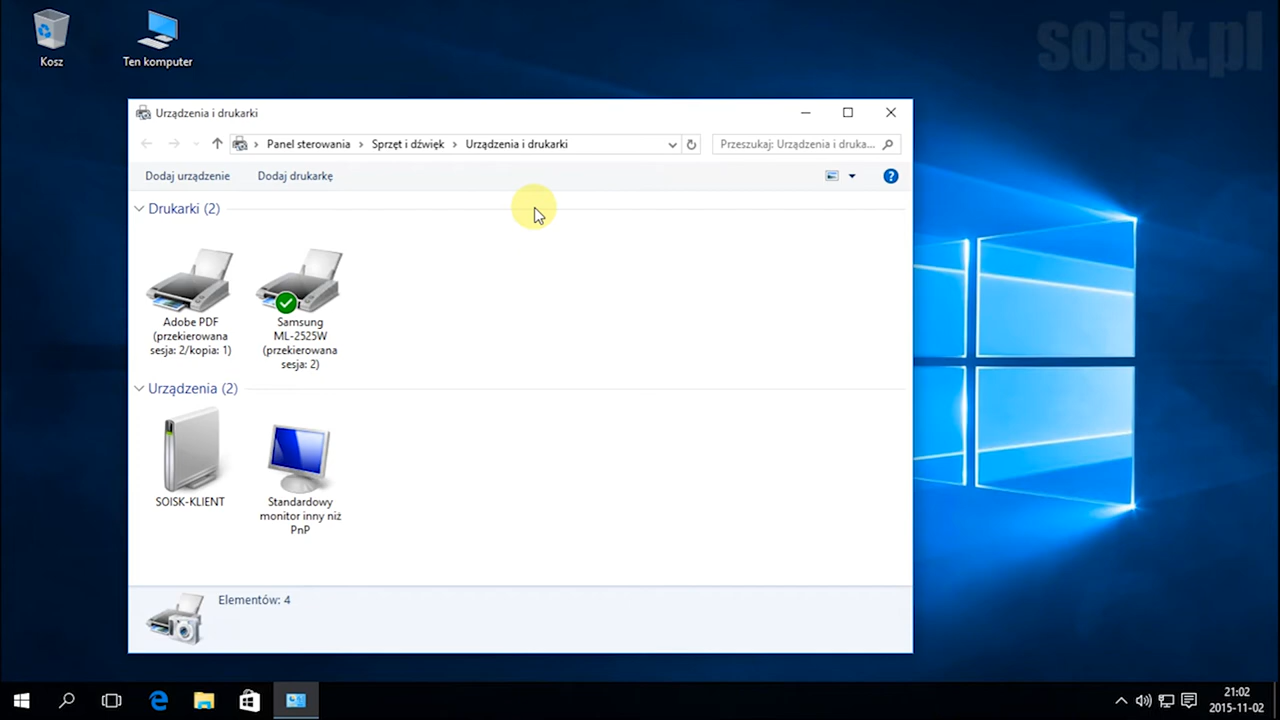 soisk.pl
Kosz
Ten komputer
Urządzenia i drukarki
Panel sterowania
Sprzęt i dźwięk
Urządzenia i drukarki
Przeszukaj: Urządzenia i druka...
Dodaj urządzenie
Dodaj drukarkę
?
Drukarki (2)
Adobe PDF
(przekierowana
sesja: 2/kopia: 1)
Samsung
ML-2525W
(przekierowana
sesja: 2)
Urządzenia (2)
SOISK-KLIENT
Standardowy
monitor inny niż
PnP
Elementów: 4
21:02
2015-11-02